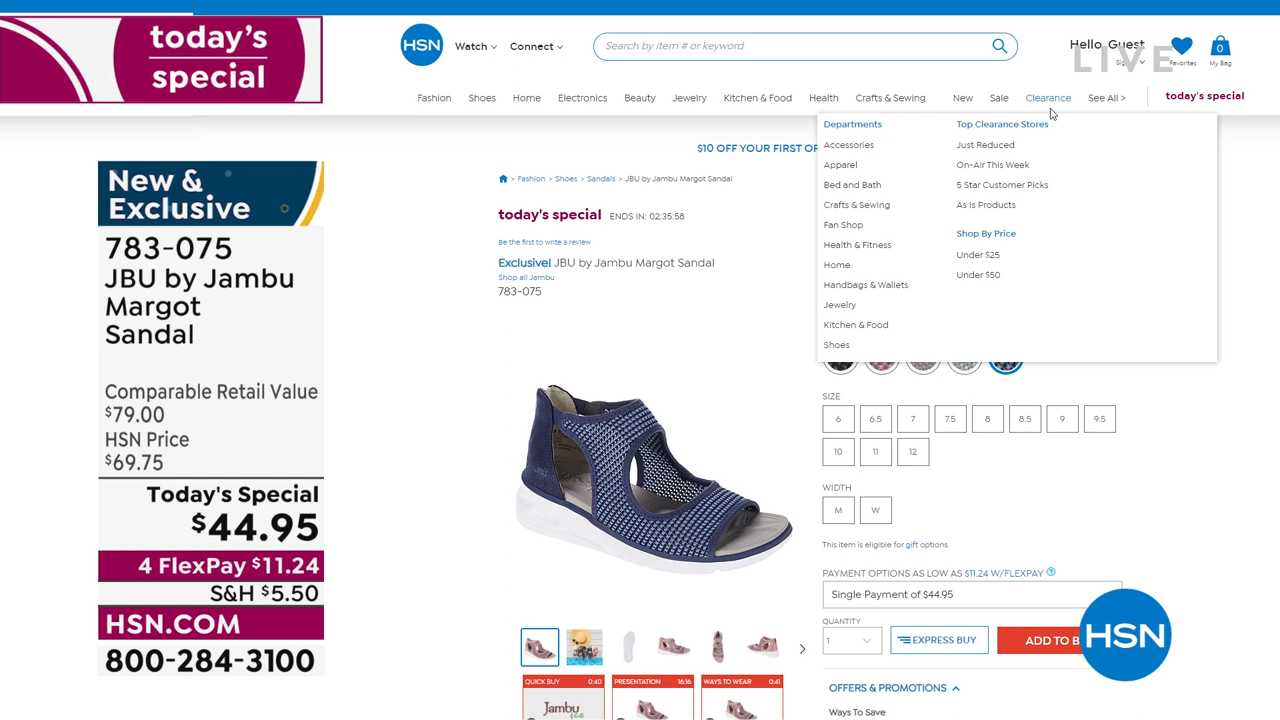 today's
special
HSN
Watch
Connect
Search by item # or keyword
Hello, Guest
LIVE
Favorites
0
My Bag
Fashion
Shoes
Home
Electronics
Beauty
Jewelry
Kitchen & Food
Health
Crafts & Sewing
New
Sale
Clearance
See All >
today's special
New &
Exclusive
783-075
JBU by Jambu
Margot
Sandal
Comparable Retail Value
$79.00
HSN Price
$69.75
Today's Special
$44.95
4 FlexPay $11.24
S&H $5.50
HSN.COM
800-284-3100
$10 OFF YOUR FIRST
> Fashion > Shoes > Sandals > JBU by Jambu Margot Sandal
today's special ENDS IN: 02:35:58
Be the first to write a review
Exclusive! JBU by Jambu Margot Sandal
Shop all Jambu
783-075
Departments
Accessories
Apparel
Bed and Bath
Crafts & Sewing
Fan Shop
Health & Fitness
Home
Handbags & Wallets
Jewelry
Kitchen & Food
Shoes
Top Clearance Stores
Just Reduced
On-Air This Week
5 Star Customer Picks
As Is Products
Shop By Price
Under $25
Under $50
SIZE
6 6.5 7 7.5 8 8.5 9 9.5
10 11 12
WIDTH
M W
This item is eligible for gift options.
PAYMENT OPTIONS AS LOW AS $11.24 W/FLEXPAY ?
Single Payment of $44.95
QUANTITY
1
EXPRESS BUY
ADD TO B
HSN
OFFERS & PROMOTIONS
Ways To Save
QUICK BUY 0:40
PRESENTATION 16:16
WAYS TO WEAR 0:41
Jambu
JBU